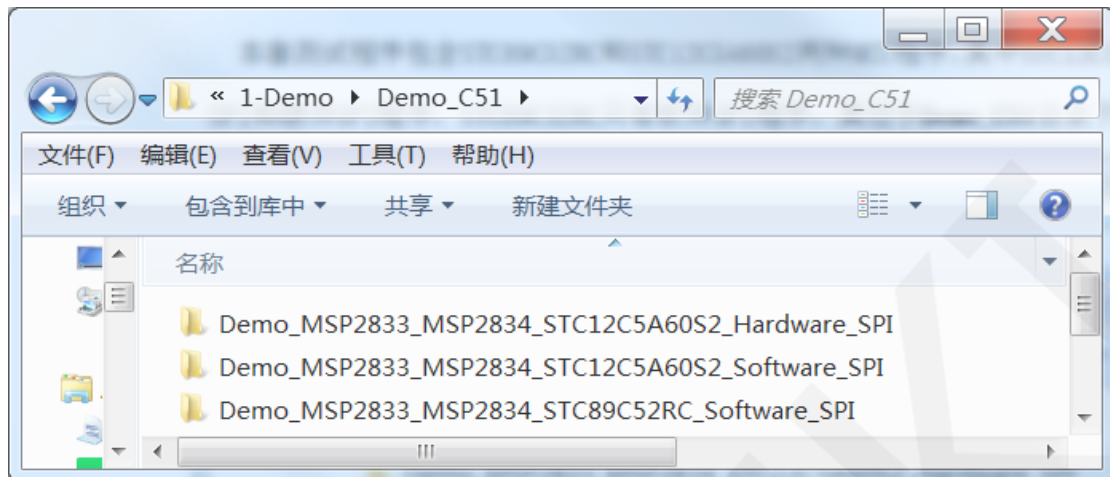 « 1-Demo ▸ Demo_C51 ▸ 搜索 Demo_C51
文件(F) 编辑(E) 查看(V) 工具(T) 帮助(H)
组织 包含到库中 共享 新建文件夹
名称
Demo_MSP2833_MSP2834_STC12C5A60S2_Hardware_SPI
Demo_MSP2833_MSP2834_STC12C5A60S2_Software_SPI
Demo_MSP2833_MSP2834_STC89C52RC_Software_SPI